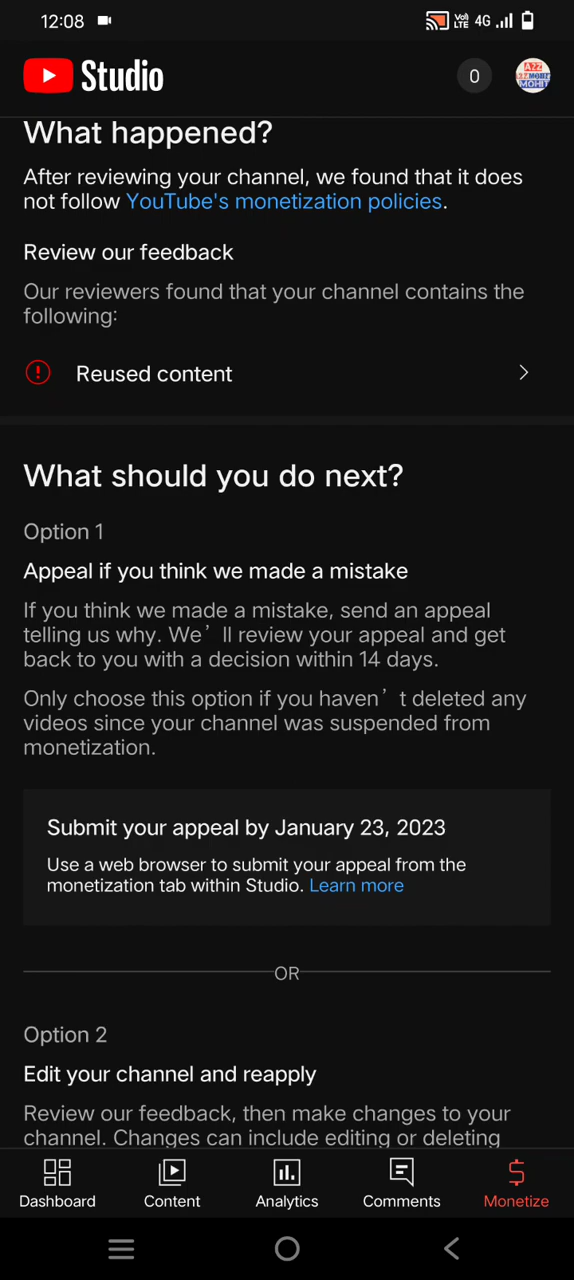 12:08
Vo) LTE 4G
Studio
0
A2Z
2Z MOHIT
MOHIT
What happened?
After reviewing your channel, we found that it does
not follow YouTube's monetization policies.
Review our feedback
Our reviewers found that your channel contains the
following:
Reused content
What should you do next?
Option 1
Appeal if you think we made a mistake
If you think we made a mistake, send an appeal
telling us why. We’ll review your appeal and get
back to you with a decision within 14 days.
Only choose this option if you haven’t deleted any
videos since your channel was suspended from
monetization.
Submit your appeal by January 23, 2023
Use a web browser to submit your appeal from the
monetization tab within Studio. Learn more
OR
Option 2
Edit your channel and reapply
Review our feedback, then make changes to your
channel. Changes can include editing or deleting
Dashboard Content Analytics Comments Monetize